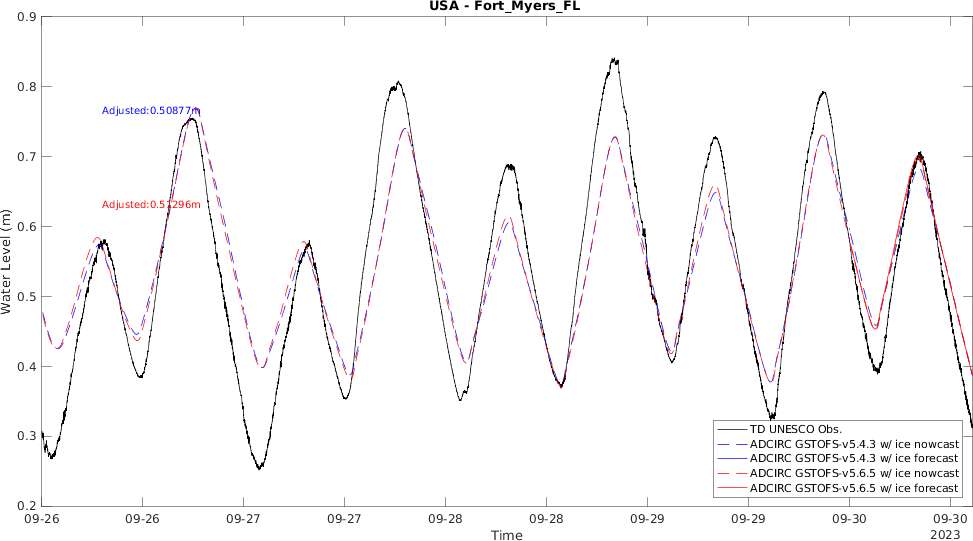 USA - Fort_Myers_FL
0.9
0.8
0.7
0.6
0.5
0.4
0.3
0.2
Water Level (m)
Adjusted:0.50877m
Adjusted:0.51296m
TD UNESCO Obs.
ADCIRC GSTOFS-v5.4.3 w/ ice nowcast
ADCIRC GSTOFS-v5.4.3 w/ ice forecast
ADCIRC GSTOFS-v5.6.5 w/ ice nowcast
ADCIRC GSTOFS-v5.6.5 w/ ice forecast
09-26 09-26 09-27 09-27 09-28 09-28 09-29 09-29 09-30 09-30
2023
Time